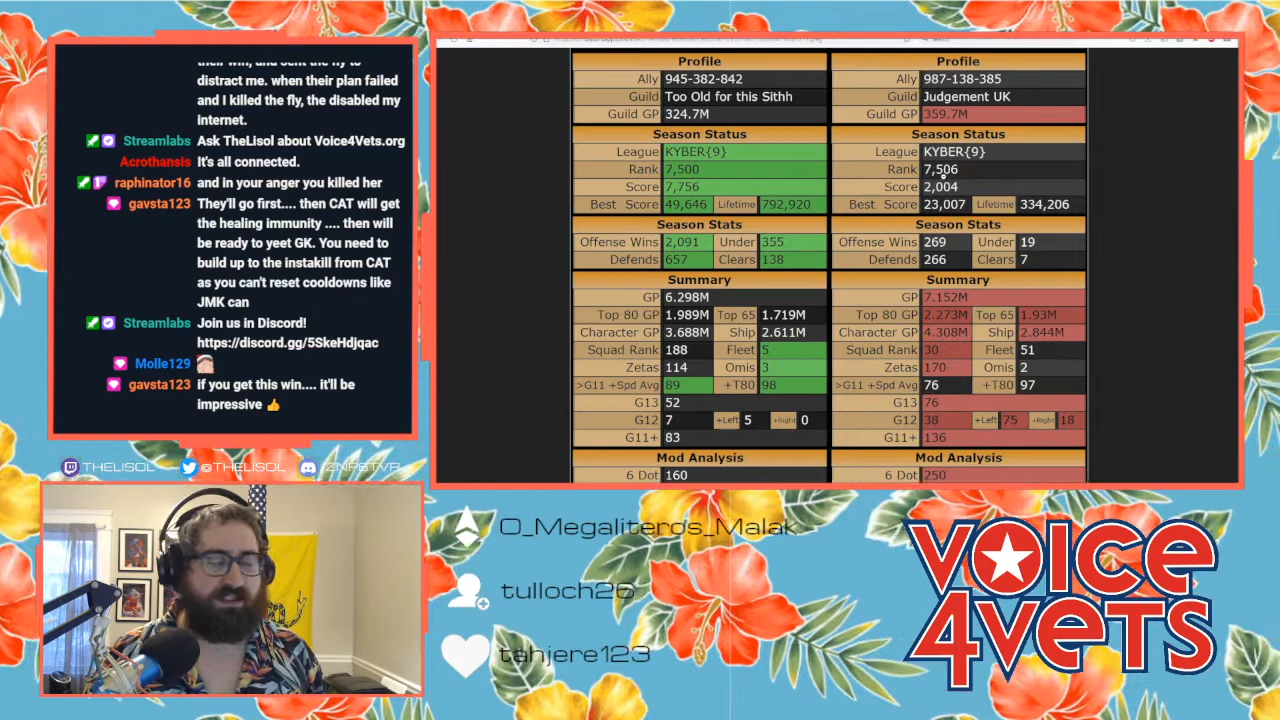 their win, and sent the fly to
distract me. when their plan failed
and I killed the fly, the disabled my
internet.
Streamlabs Ask TheLisol about Voice4Vets.org
Acrothansis It's all connected.
raphinator16 and in your anger you killed her
gavsta123 They'll go first.... then CAT will get
the healing immunity .... then will
be ready to yeet GK. You need to
build up to the instakill from CAT
as you can't reset cooldowns like
JMK can
Streamlabs Join us in Discord!
https://discord.gg/5SkeHdjqac
Molle129
gavsta123 if you get this win.... it'll be
impressive
THELISOL @THELISOL /ZNP6TVR
Profile
Ally 945-382-842
Guild Too Old for this Sithh
Guild GP 324.7M
Season Status
League KYBER{9}
Rank 7,500
Score 7,756
Best Score 49,646 Lifetime 792,920
Season Stats
Offense Wins 2,091 Under 355
Defends 657 Clears 138
Summary
GP 6.298M
Top 80 GP 1.989M Top 65 1.719M
Character GP 3.688M Ship 2.611M
Squad Rank 188 Fleet 5
Zetas 114 Omis 3
>G11 +Spd Avg 89 +T80 98
G13 52
G12 7 +Left 5 +Right 0
G11+ 83
Mod Analysis
6 Dot 160
Profile
Ally 987-138-385
Guild Judgement UK
Guild GP 359.7M
Season Status
League KYBER{9}
Rank 7,506
Score 2,004
Best Score 23,007 Lifetime 334,206
Season Stats
Offense Wins 269 Under 19
Defends 266 Clears 7
Summary
GP 7.152M
Top 80 GP 2.273M Top 65 1.93M
Character GP 4.308M Ship 2.844M
Squad Rank 30 Fleet 51
Zetas 170 Omis 2
>G11 +Spd Avg 76 +T80 97
G13 76
G12 38 +Left 75 +Right 18
G11+ 136
Mod Analysis
6 Dot 250
O_Megaliteros_Malak
tulloch26
tahjere123
VOICE
4VETS